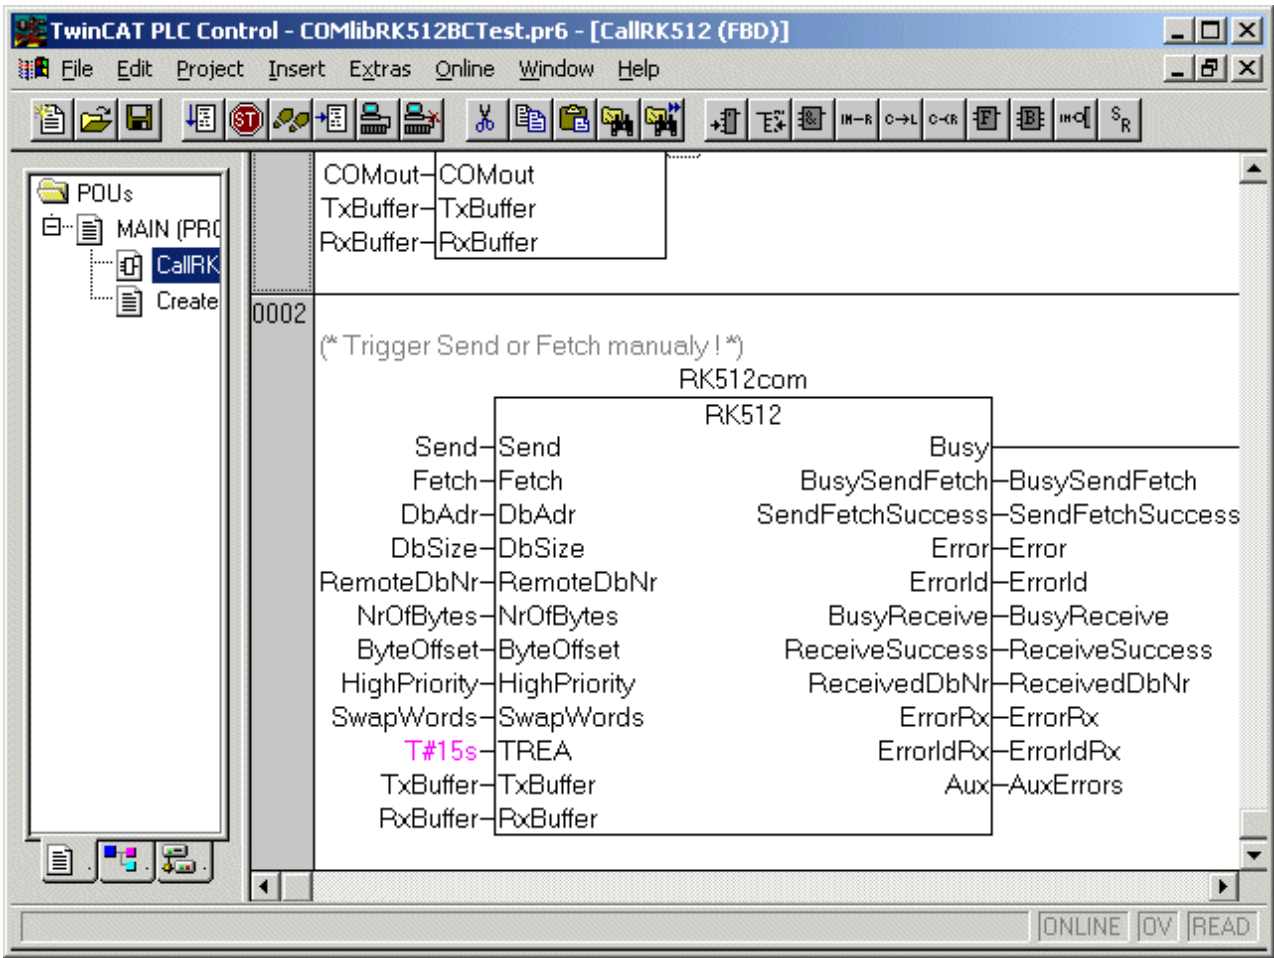 TwinCAT PLC Control - COMlibRK512BCTest.pr6 - [CallRK512 (FBD)]
File Edit Project Insert Extras Online Window Help
POUs
MAIN (PRO
CallRK
Create
COMout COMout
TxBuffer TxBuffer
RxBuffer RxBuffer
0002
(* Trigger Send or Fetch manualy ! *)
RK512com
RK512
Send Send Busy
Fetch Fetch BusySendFetch BusySendFetch
DbAdr DbAdr SendFetchSuccess SendFetchSuccess
DbSize DbSize Error Error
RemoteDbNr RemoteDbNr ErrorId ErrorId
NrOfBytes NrOfBytes BusyReceive BusyReceive
ByteOffset ByteOffset ReceiveSuccess ReceiveSuccess
HighPriority HighPriority ReceivedDbNr ReceivedDbNr
SwapWords SwapWords ErrorRx ErrorRx
T#15s TREA ErrorIdRx ErrorIdRx
TxBuffer TxBuffer Aux AuxErrors
RxBuffer RxBuffer
ONLINE OV READ